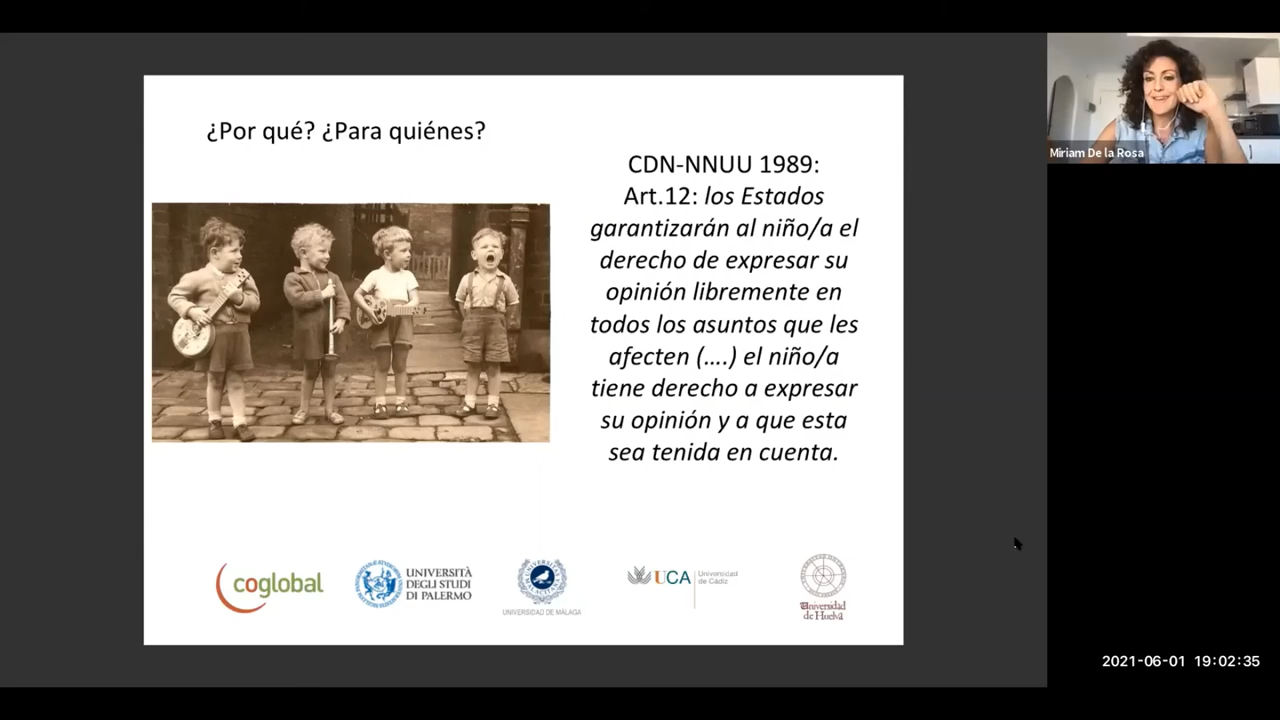 ¿Por qué? ¿Para quiénes?
CDN-NNUU 1989:
Art.12: los Estados
garantizarán al niño/a el
derecho de expresar su
opinión libremente en
todos los asuntos que les
afecten (....) el niño/a
tiene derecho a expresar
su opinión y a que esta
sea tenida en cuenta.
coglobal
UNIVERSITÀ
DEGLI STUDI
DI PALERMO
UNIVERSIDAD DE MÁLAGA
UCA
Universidad
de Cádiz
Universidad
de Huelva
Miriam De la Rosa
2021-06-01 19:02:35